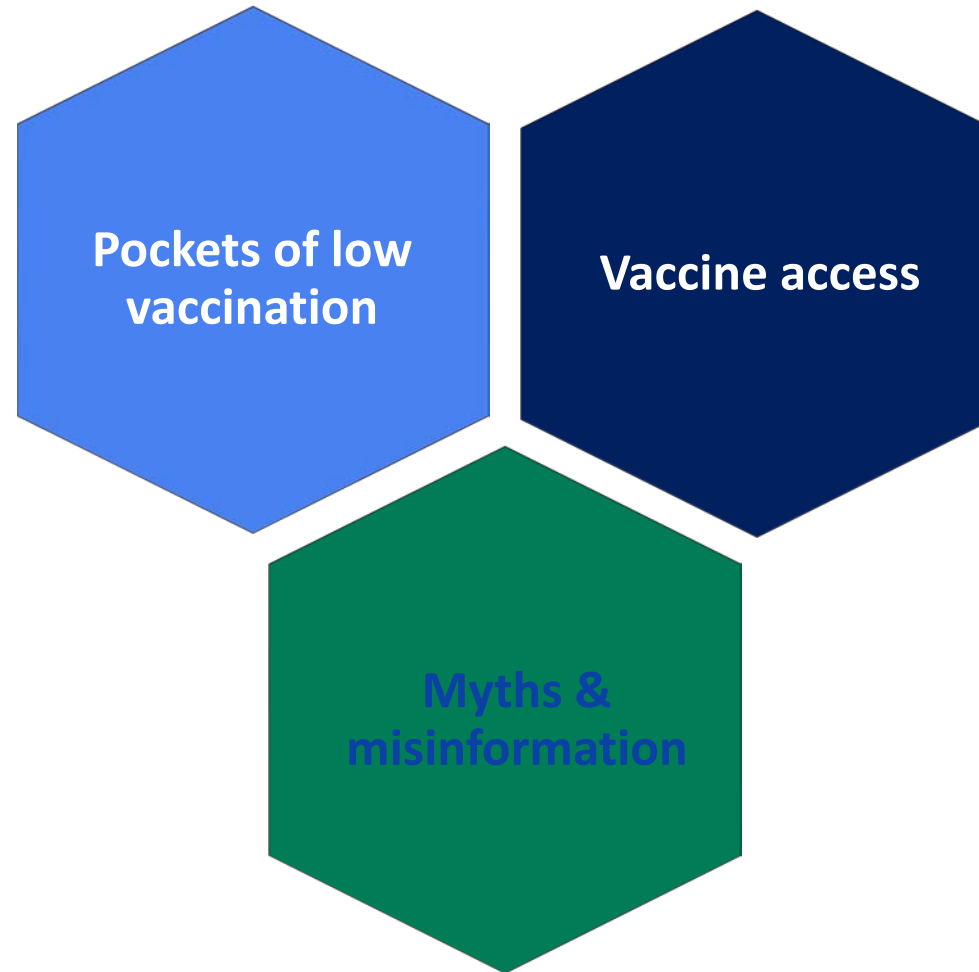 Pockets of low
vaccination
Vaccine access
Myths &
misinformation